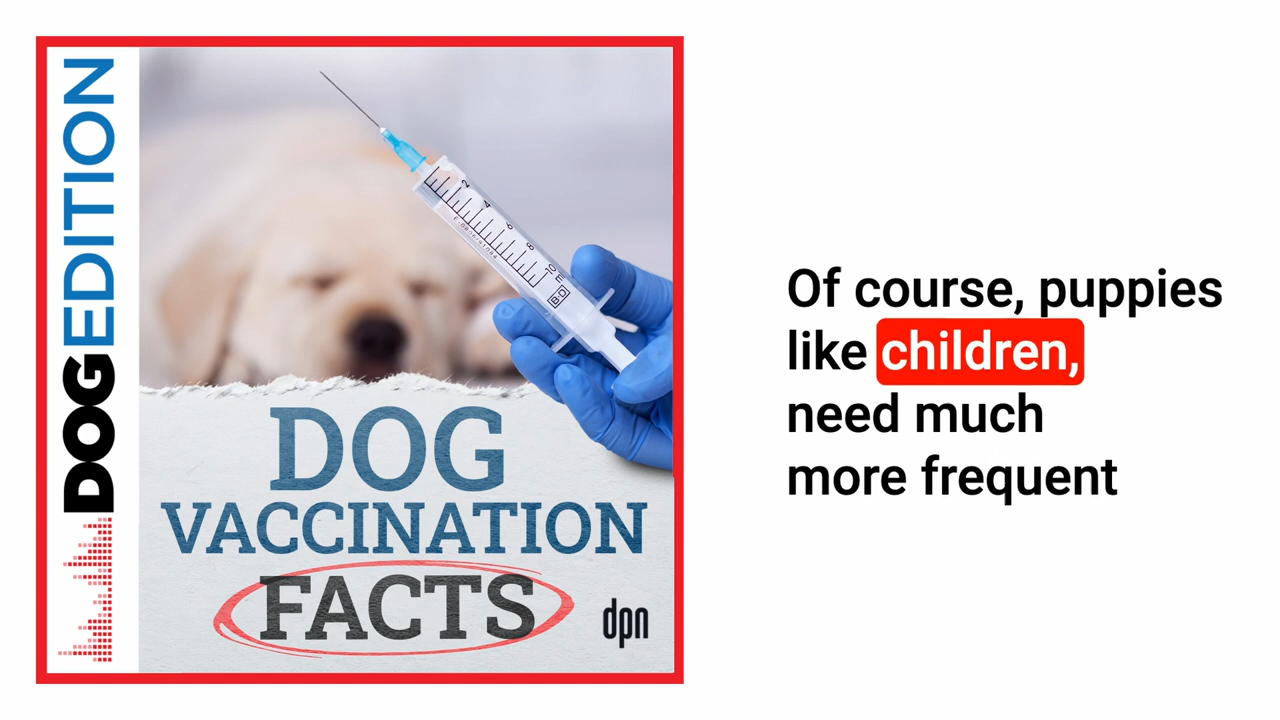 DOGEDITION
DOG
VACCINATION
FACTS
dpn
Of course, puppies
like children,
need much
more frequent